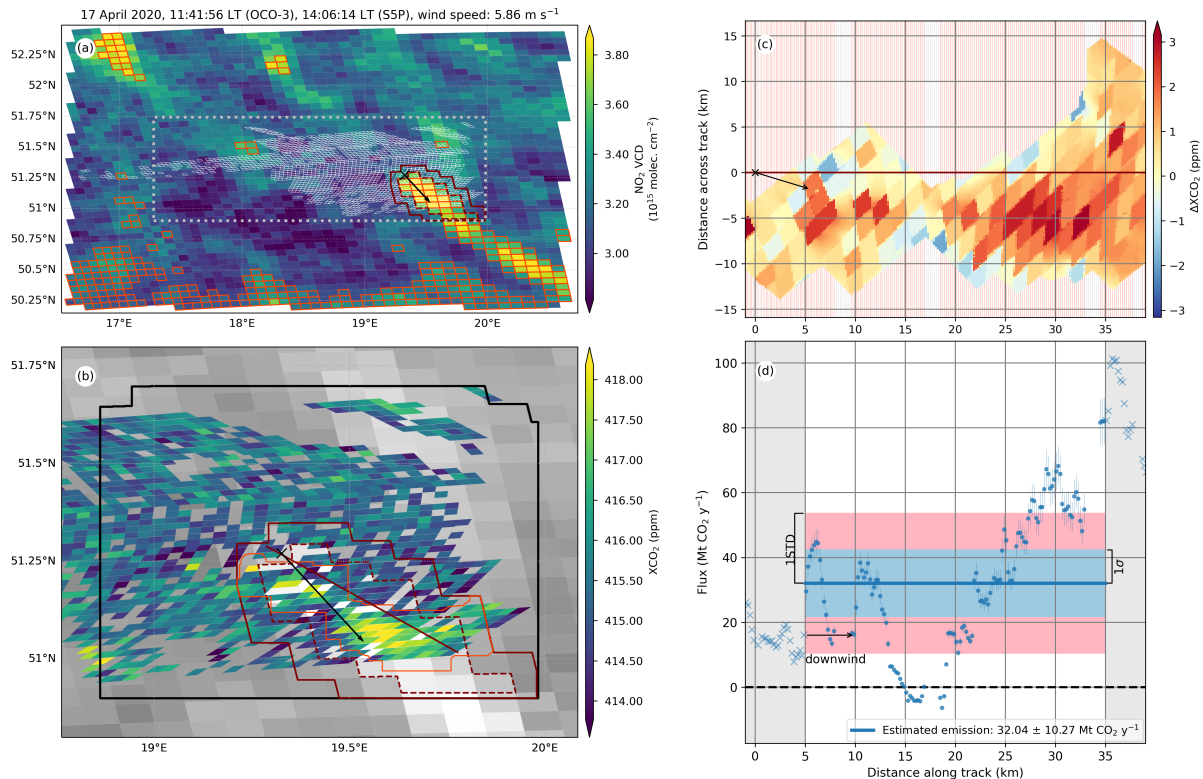 17 April 2020, 11:41:56 LT (OCO-3), 14:06:14 LT (S5P), wind speed: 5.86 m s⁻¹
(a)
52.25°N
52°N
51.75°N
51.5°N
51.25°N
51°N
50.75°N
50.5°N
50.25°N
17°E
18°E
19°E
20°E
3.80
3.60
3.40
3.20
3.00
NO₂ VCD
(10¹⁵ molec. cm⁻²)
(b)
51.75°N
51.5°N
51.25°N
51°N
19°E
19.5°E
20°E
418.00
417.50
417.00
416.50
416.00
415.50
415.00
414.50
414.00
XCO₂ (ppm)
(c)
15
10
5
0
−5
−10
−15
Distance across track (km)
0
5
10
15
20
25
30
35
3
2
1
0
−1
−2
−3
ΔXCO₂ (ppm)
(d)
100
80
60
40
20
0
Flux (Mt CO₂ y⁻¹)
1STD
1σ
downwind
Estimated emission: 32.04 ± 10.27 Mt CO₂ y⁻¹
0
5
10
15
20
25
30
35
Distance along track (km)